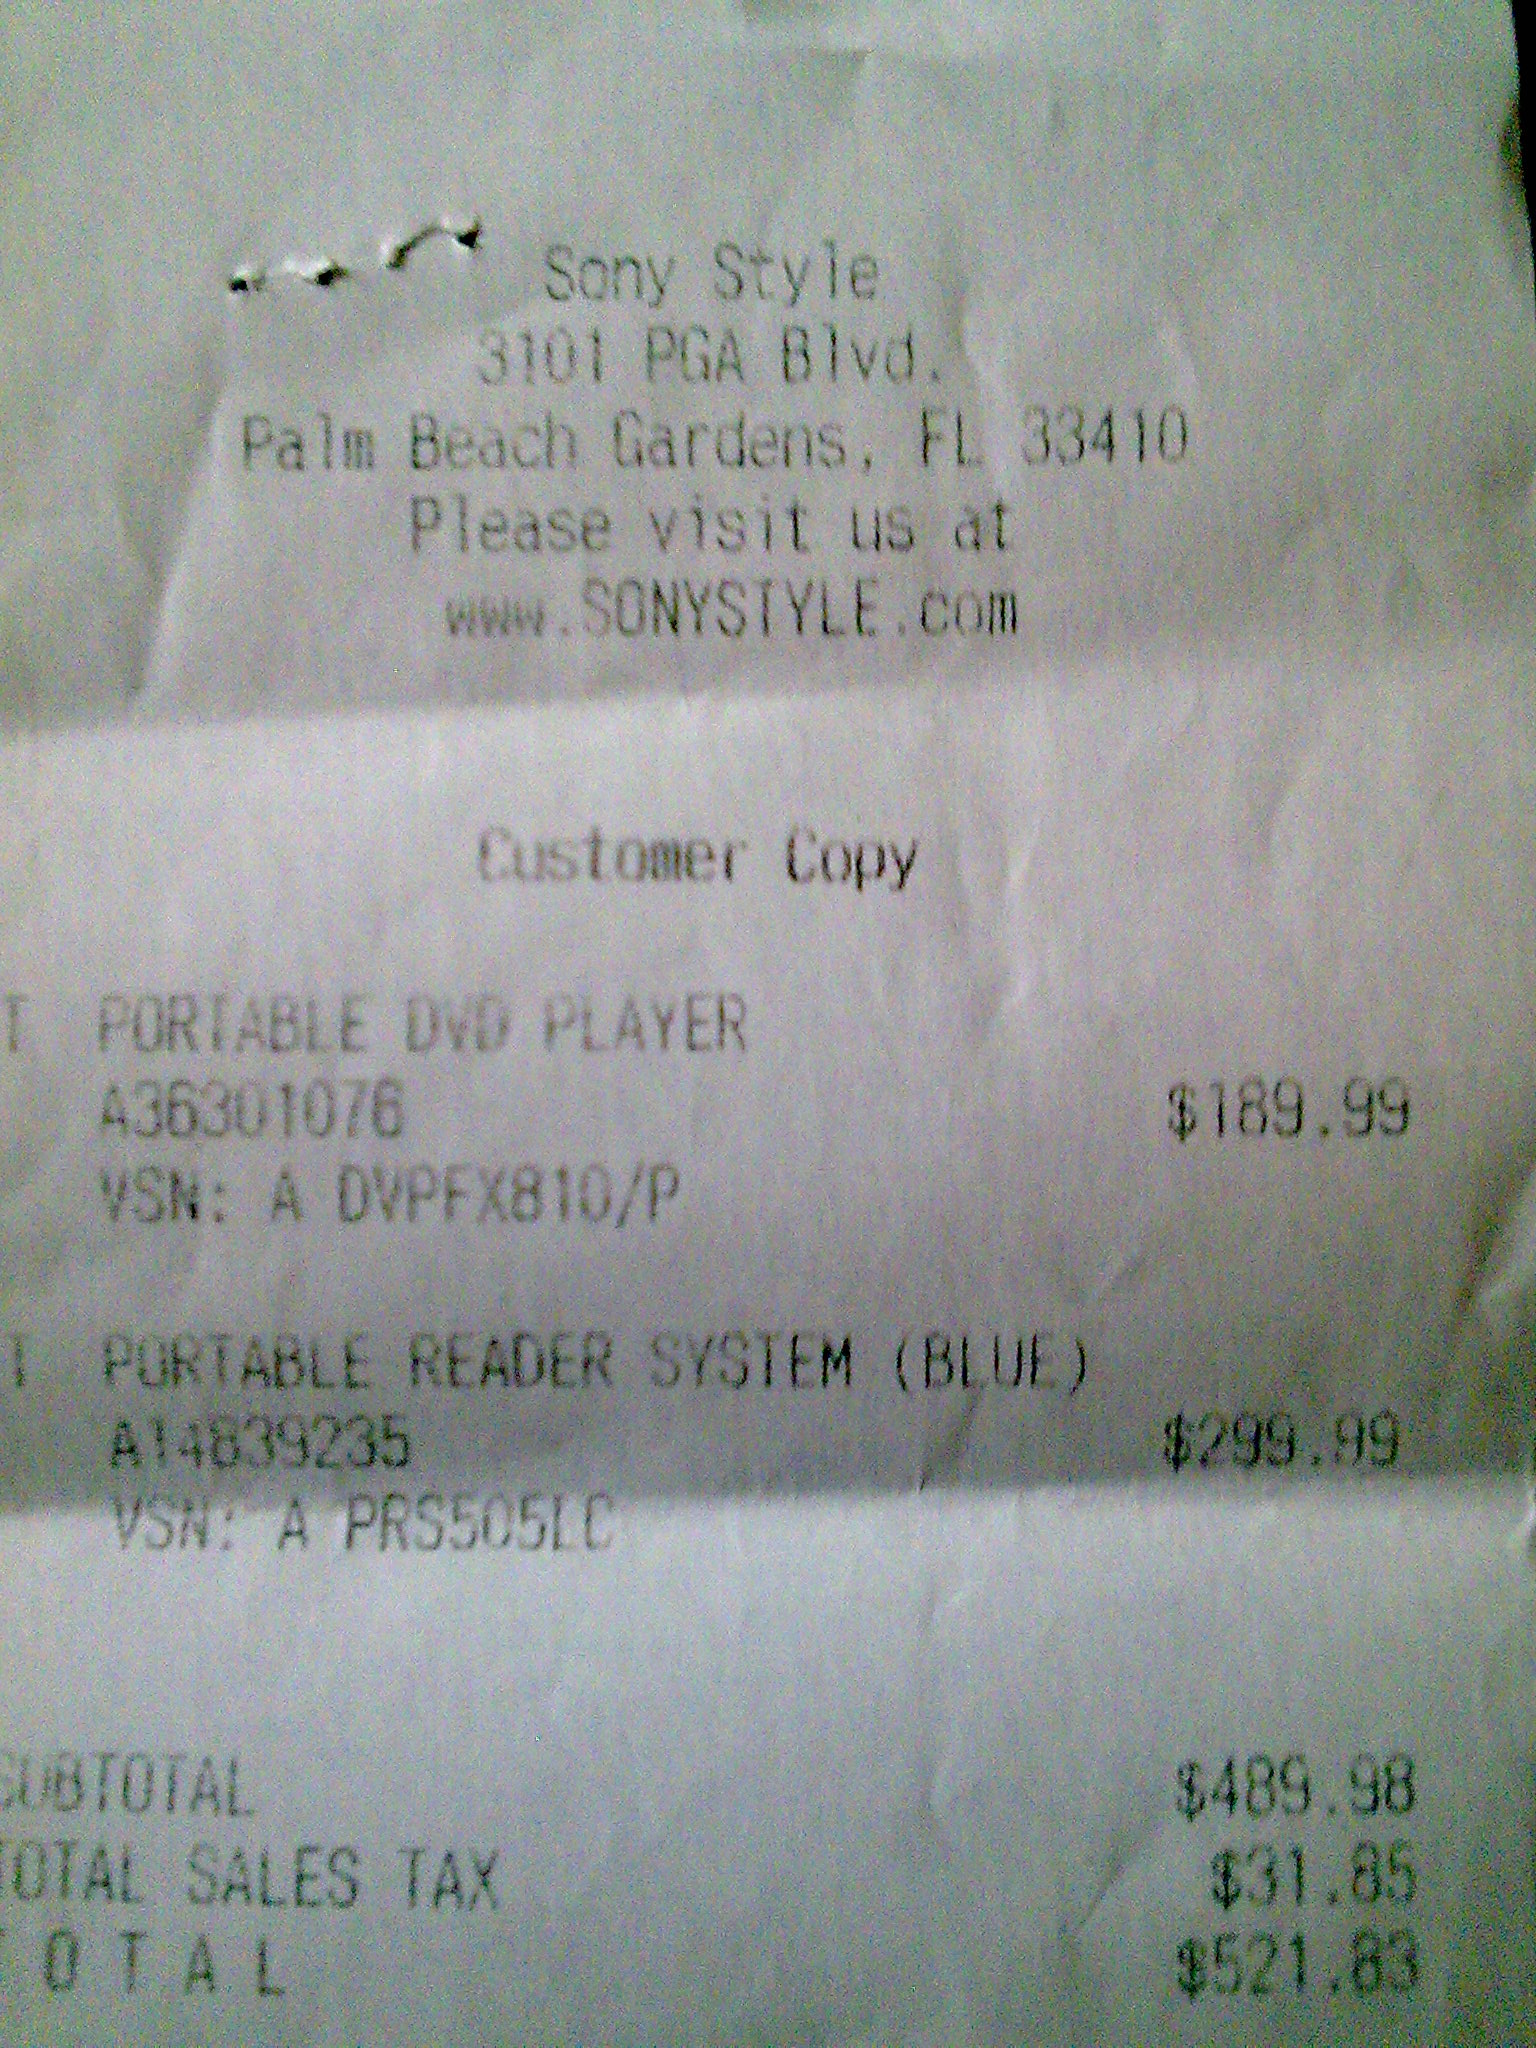 Sony Style
3101 PGA Blvd.
Palm Beach Gardens, FL 33410
Please visit us at
www.SONYSTYLE.com
Customer Copy
T PORTABLE DVD PLAYER
A36301076 $189.99
VSN: A DVPFX810/P
T PORTABLE READER SYSTEM (BLUE)
A14839235 $299.99
VSN: A PRS505LC
SUBTOTAL $489.98
TOTAL SALES TAX $31.85
T O T A L $521.83